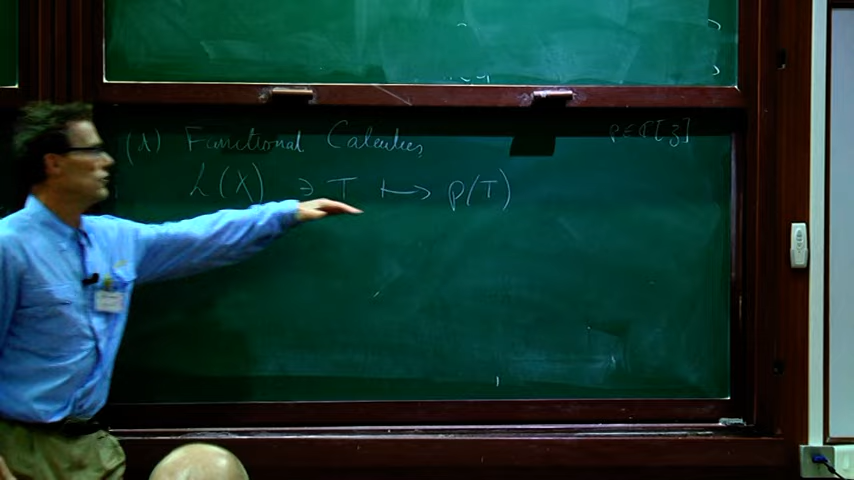 (λ) Functional Calculus, p ∈ ℂ[z]
L(X) ∋ T ⟼ p(T)